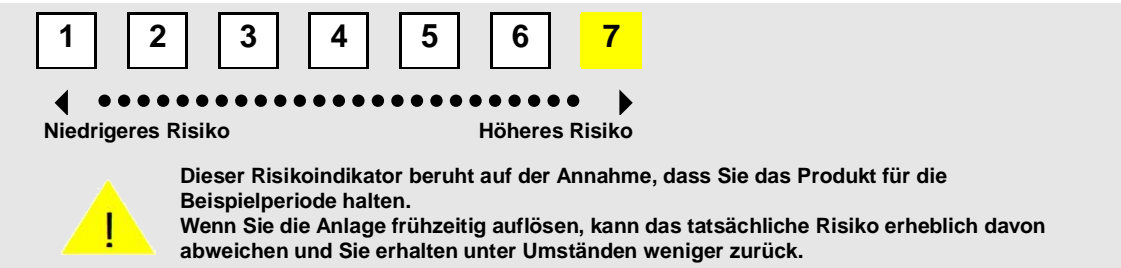 1 2 3 4 5 6 7
Niedrigeres Risiko Höheres Risiko
Dieser Risikoindikator beruht auf der Annahme, dass Sie das Produkt für die
Beispielperiode halten.
Wenn Sie die Anlage frühzeitig auflösen, kann das tatsächliche Risiko erheblich davon
abweichen und Sie erhalten unter Umständen weniger zurück.
!